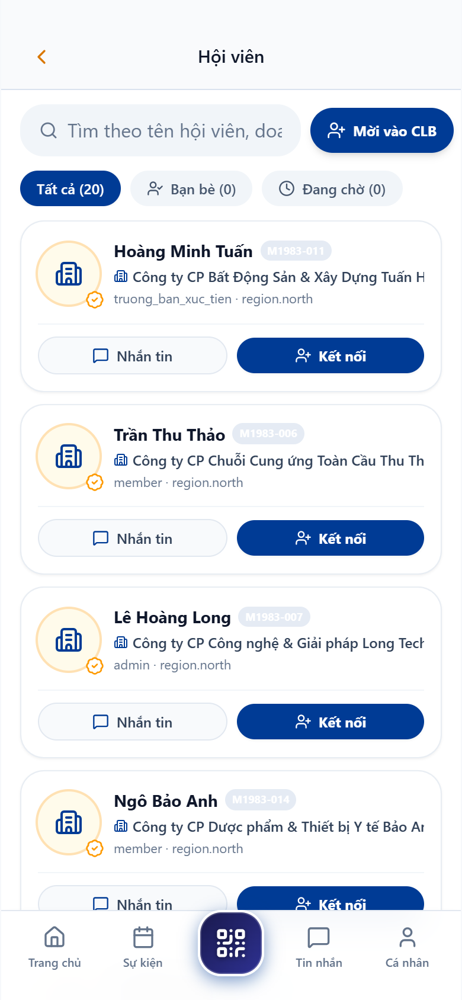 Hội viên
Tìm theo tên hội viên, doa
Mời vào CLB
Tất cả (20)
Bạn bè (0)
Đang chờ (0)
Hoàng Minh Tuấn M1983-011
Công ty CP Bất Động Sản & Xây Dựng Tuấn H
truong_ban_xuc_tien · region.north
Nhắn tin
Kết nối
Trần Thu Thảo M1983-006
Công ty CP Chuỗi Cung ứng Toàn Cầu Thu Th
member · region.north
Nhắn tin
Kết nối
Lê Hoàng Long M1983-007
Công ty CP Công nghệ & Giải pháp Long Tech
admin · region.north
Nhắn tin
Kết nối
Ngô Bảo Anh M1983-014
Công ty CP Dược phẩm & Thiết bị Y tế Bảo An
member · region.north
Nhắn tin
Kết nối
Trang chủ
Sự kiện
Tin nhắn
Cá nhân